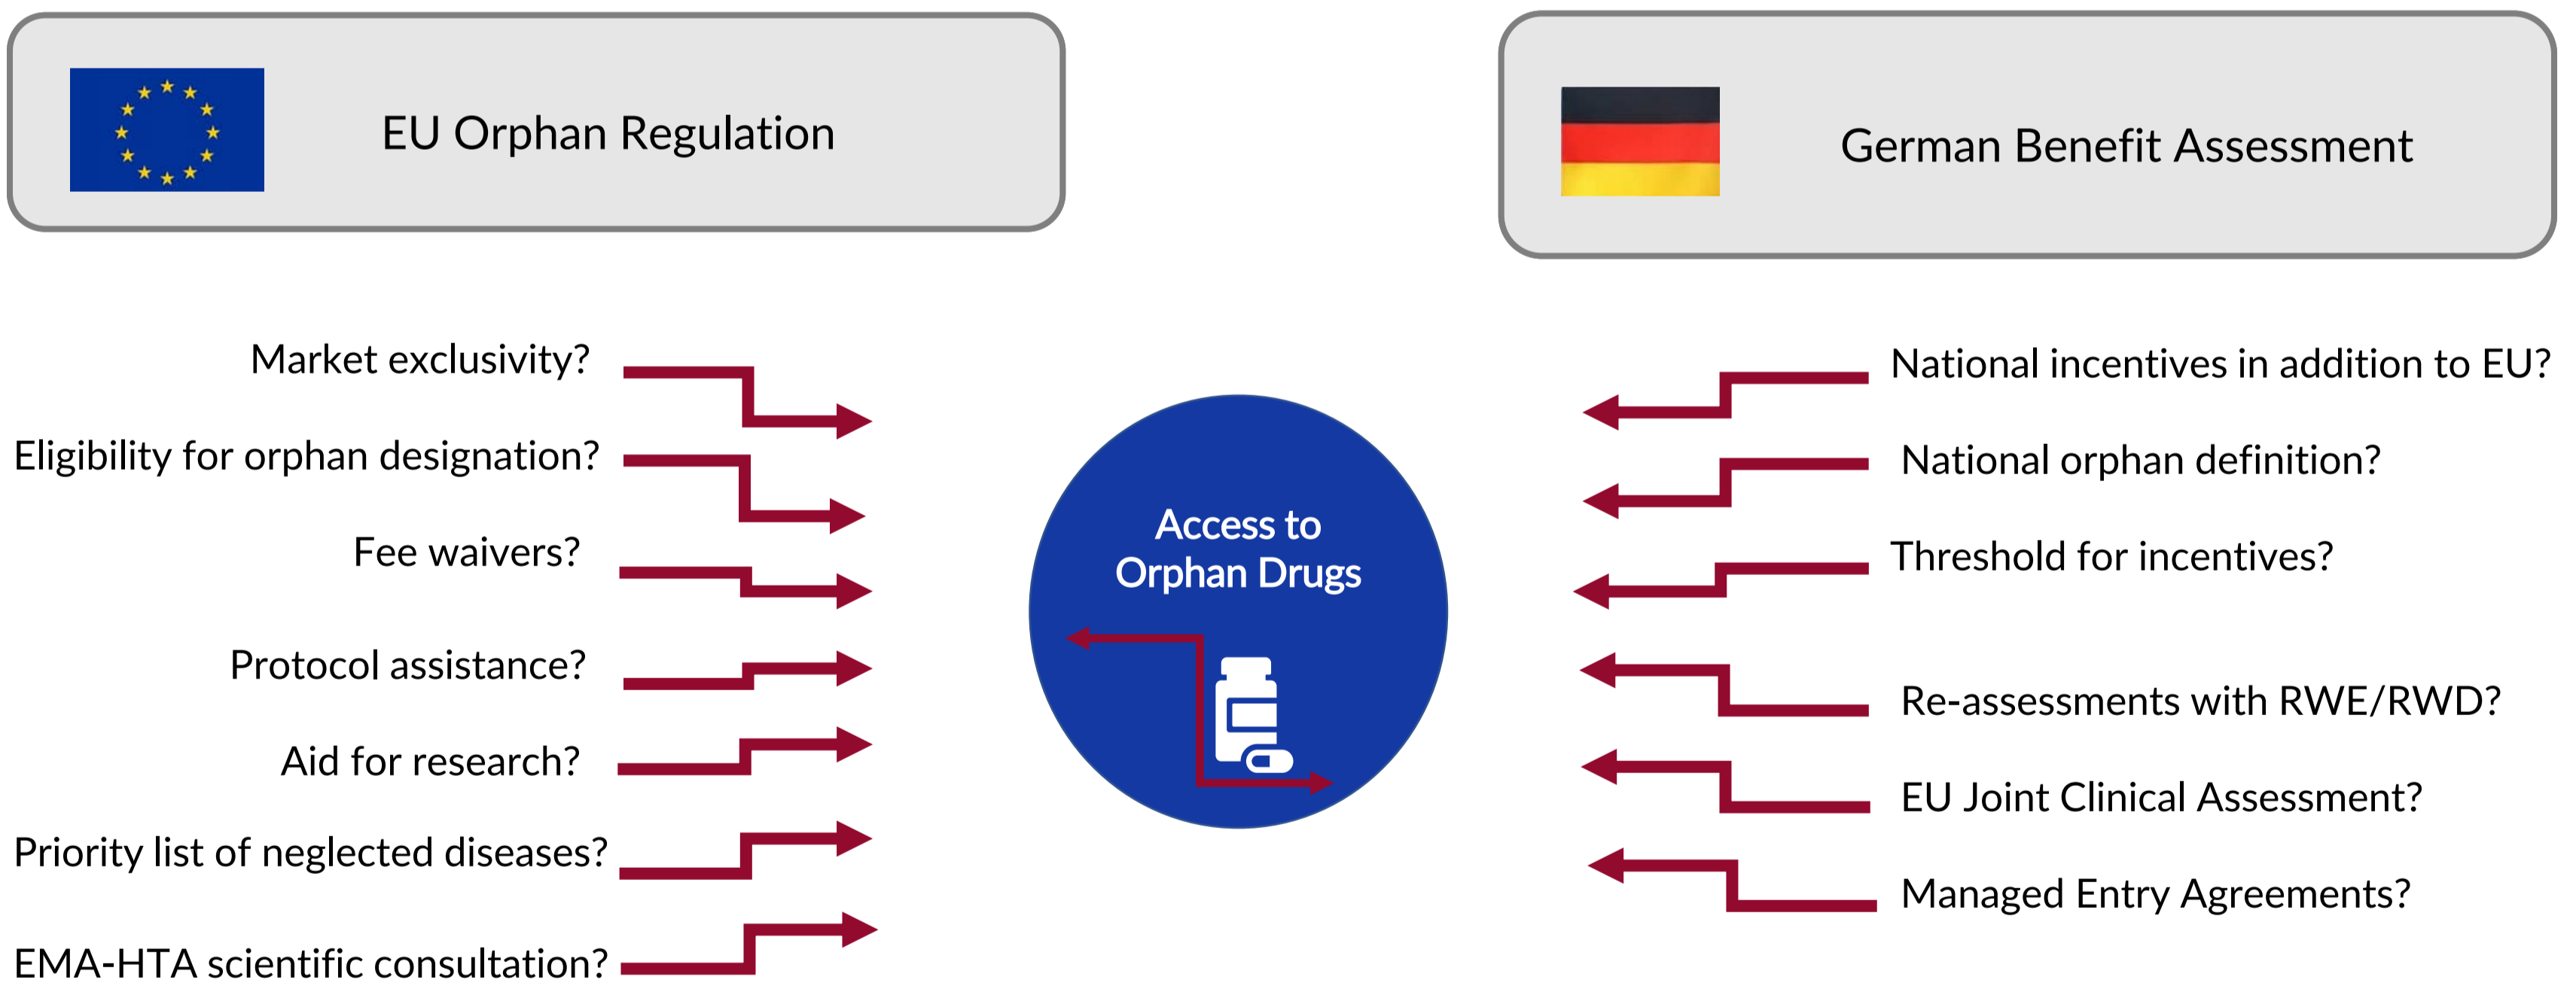 EU Orphan Regulation
German Benefit Assessment
Market exclusivity?
Eligibility for orphan designation?
Fee waivers?
Protocol assistance?
Aid for research?
Priority list of neglected diseases?
EMA-HTA scientific consultation?
Access to
Orphan Drugs
National incentives in addition to EU?
National orphan definition?
Threshold for incentives?
Re-assessments with RWE/RWD?
EU Joint Clinical Assessment?
Managed Entry Agreements?